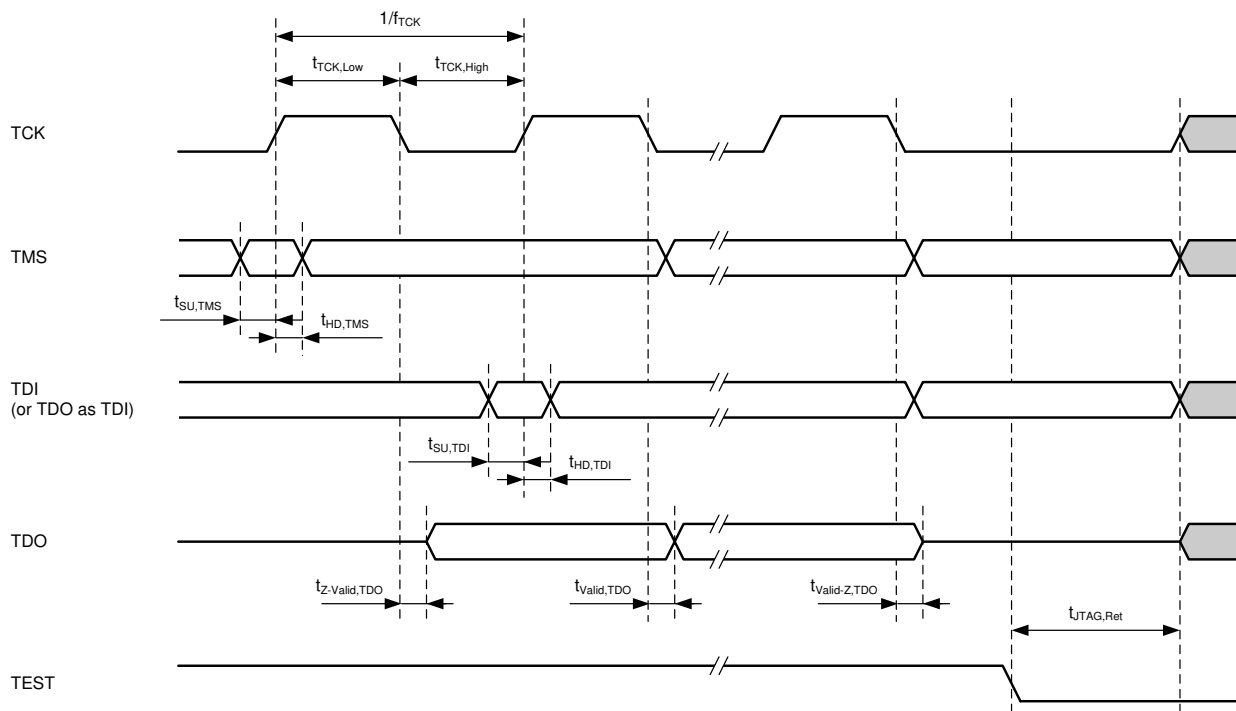 1/fTCK
tTCK,Low
tTCK,High
TCK
TMS
tSU,TMS
tHD,TMS
TDI
(or TDO as TDI)
tSU,TDI
tHD,TDI
TDO
tZ-Valid,TDO
tValid,TDO
tValid-Z,TDO
tJTAG,Ret
TEST